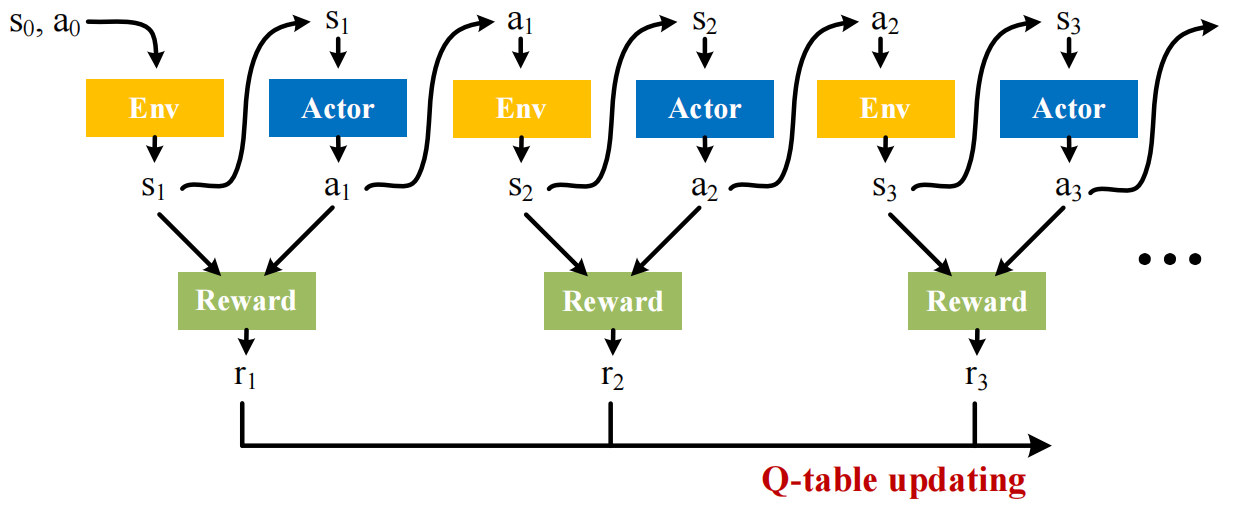 s₀, a₀ s₁ a₁ s₂ a₂ s₃
Env Actor Env Actor Env Actor
s₁ a₁ s₂ a₂ s₃ a₃
...
Reward Reward Reward
r₁ r₂ r₃
Q-table updating